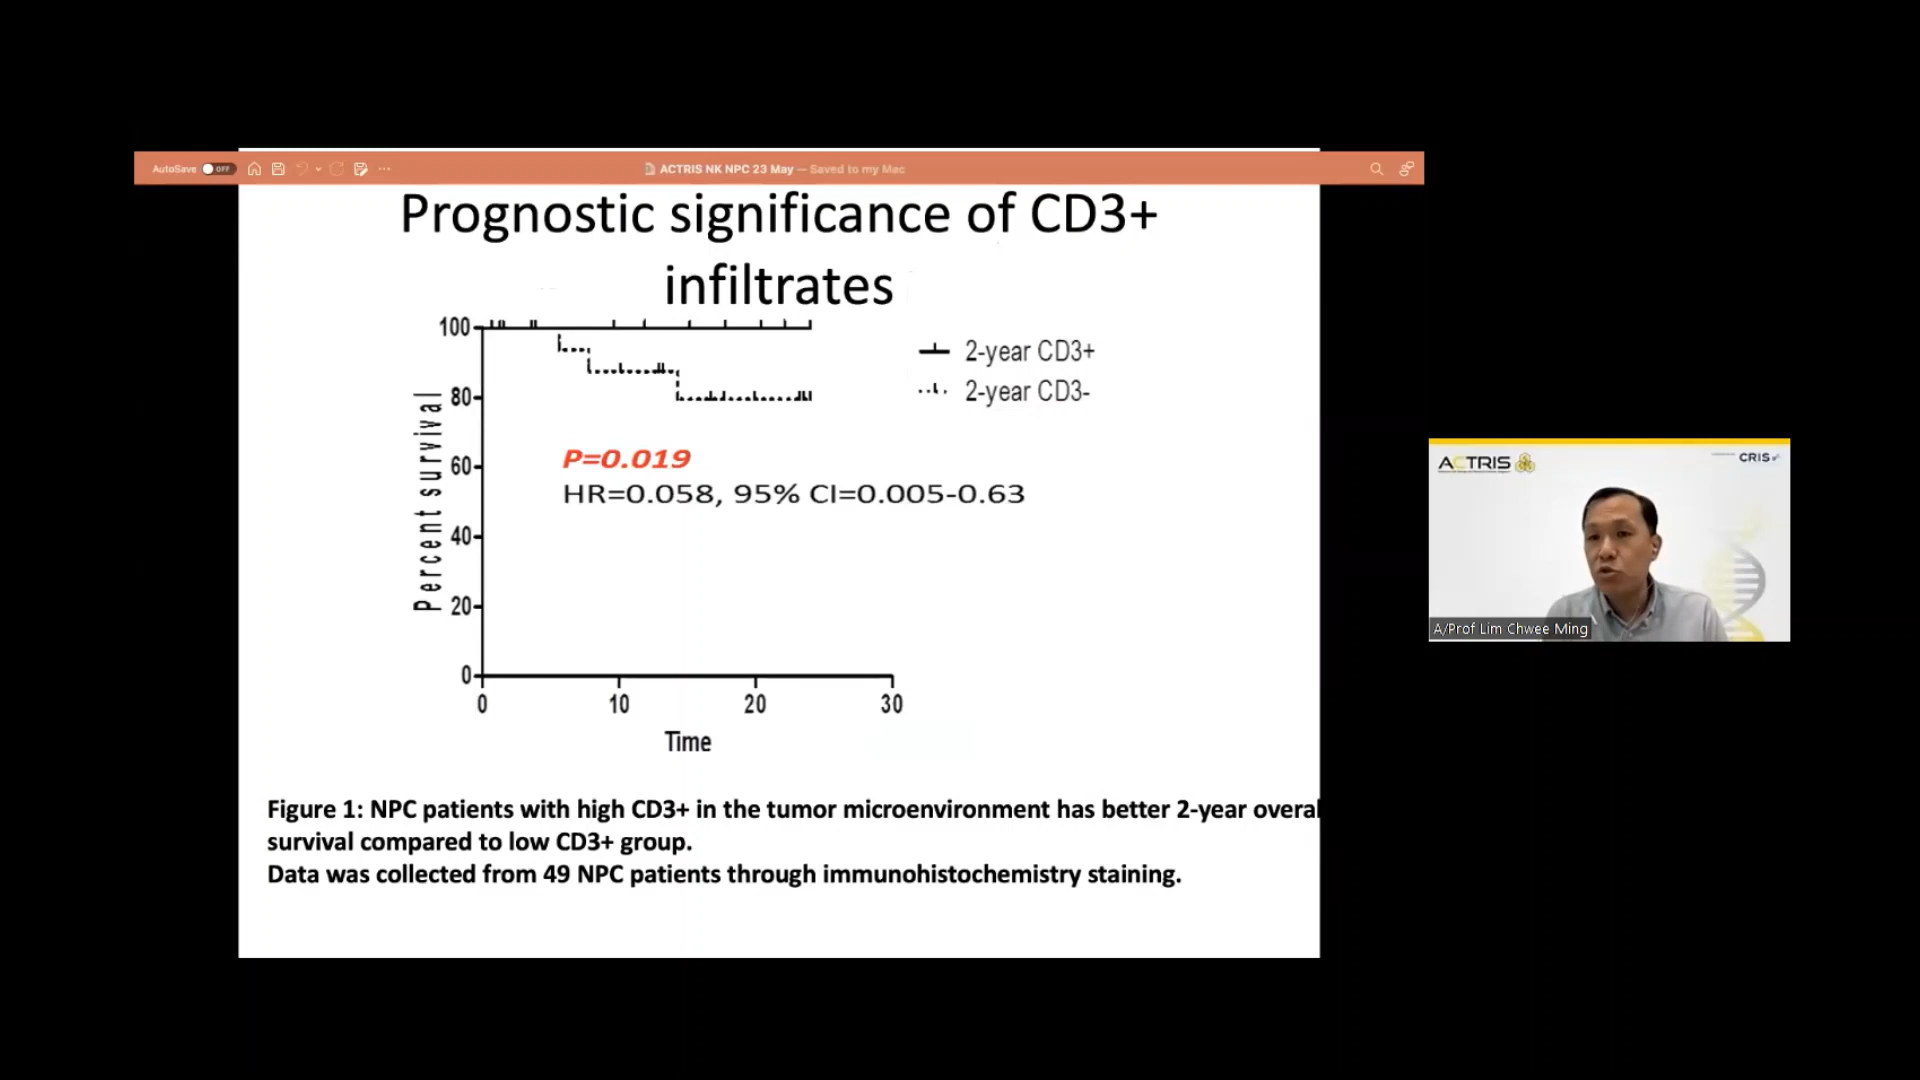 AutoSave OFF
ACTRIS NK NPC 23 May — Saved to my Mac
Prognostic significance of CD3+
infiltrates
100
80
60
40
20
0
Percent survival
0 10 20 30
Time
2-year CD3+
2-year CD3-
P=0.019
HR=0.058, 95% CI=0.005-0.63
Figure 1: NPC patients with high CD3+ in the tumor microenvironment has better 2-year overal
survival compared to low CD3+ group.
Data was collected from 49 NPC patients through immunohistochemistry staining.
ACTRIS
CRIS
A/Prof Lim Chwee Ming